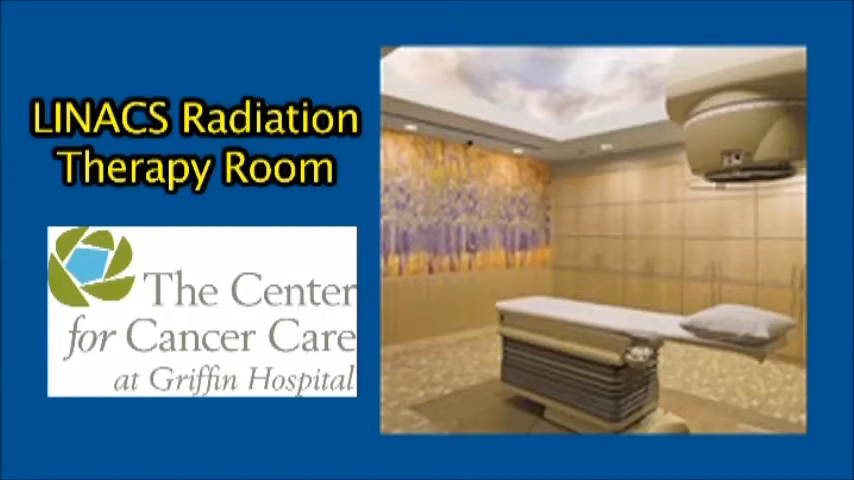 LINACS Radiation
Therapy Room
The Center
for Cancer Care
at Griffin Hospital